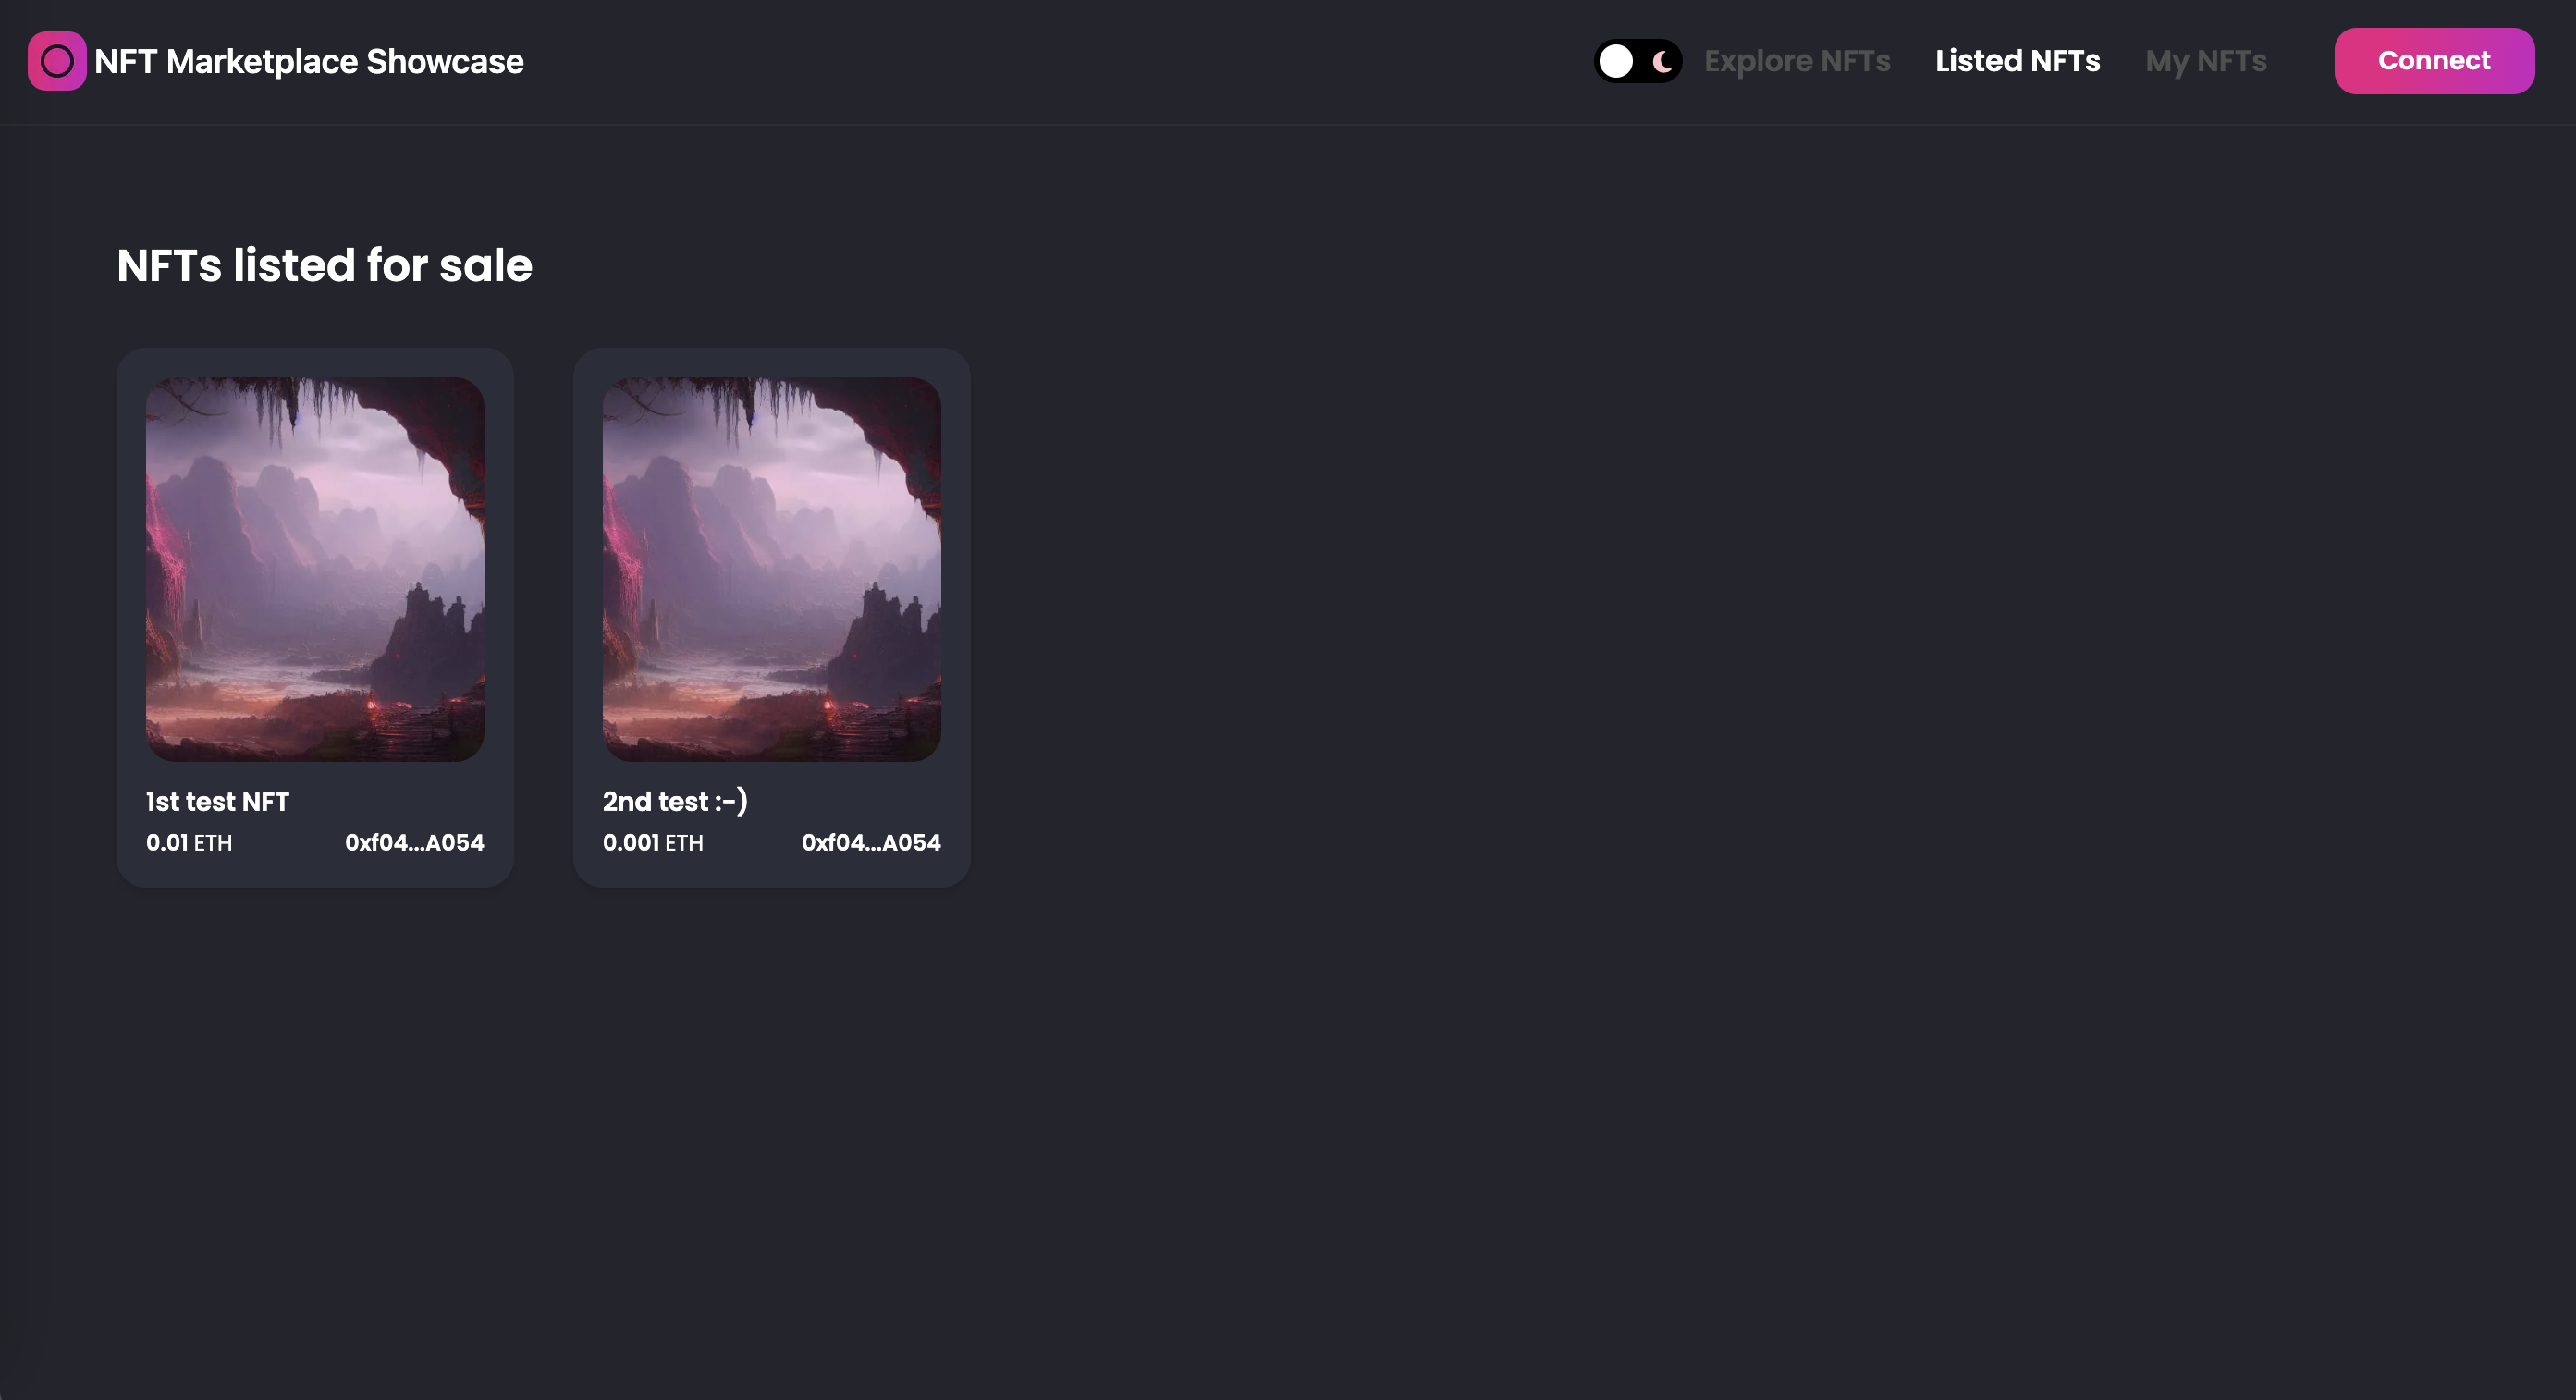 NFT Marketplace Showcase
Explore NFTs
Listed NFTs
My NFTs
Connect
NFTs listed for sale
1st test NFT
0.01 ETH
0xf04...A054
2nd test :-)
0.001 ETH
0xf04...A054